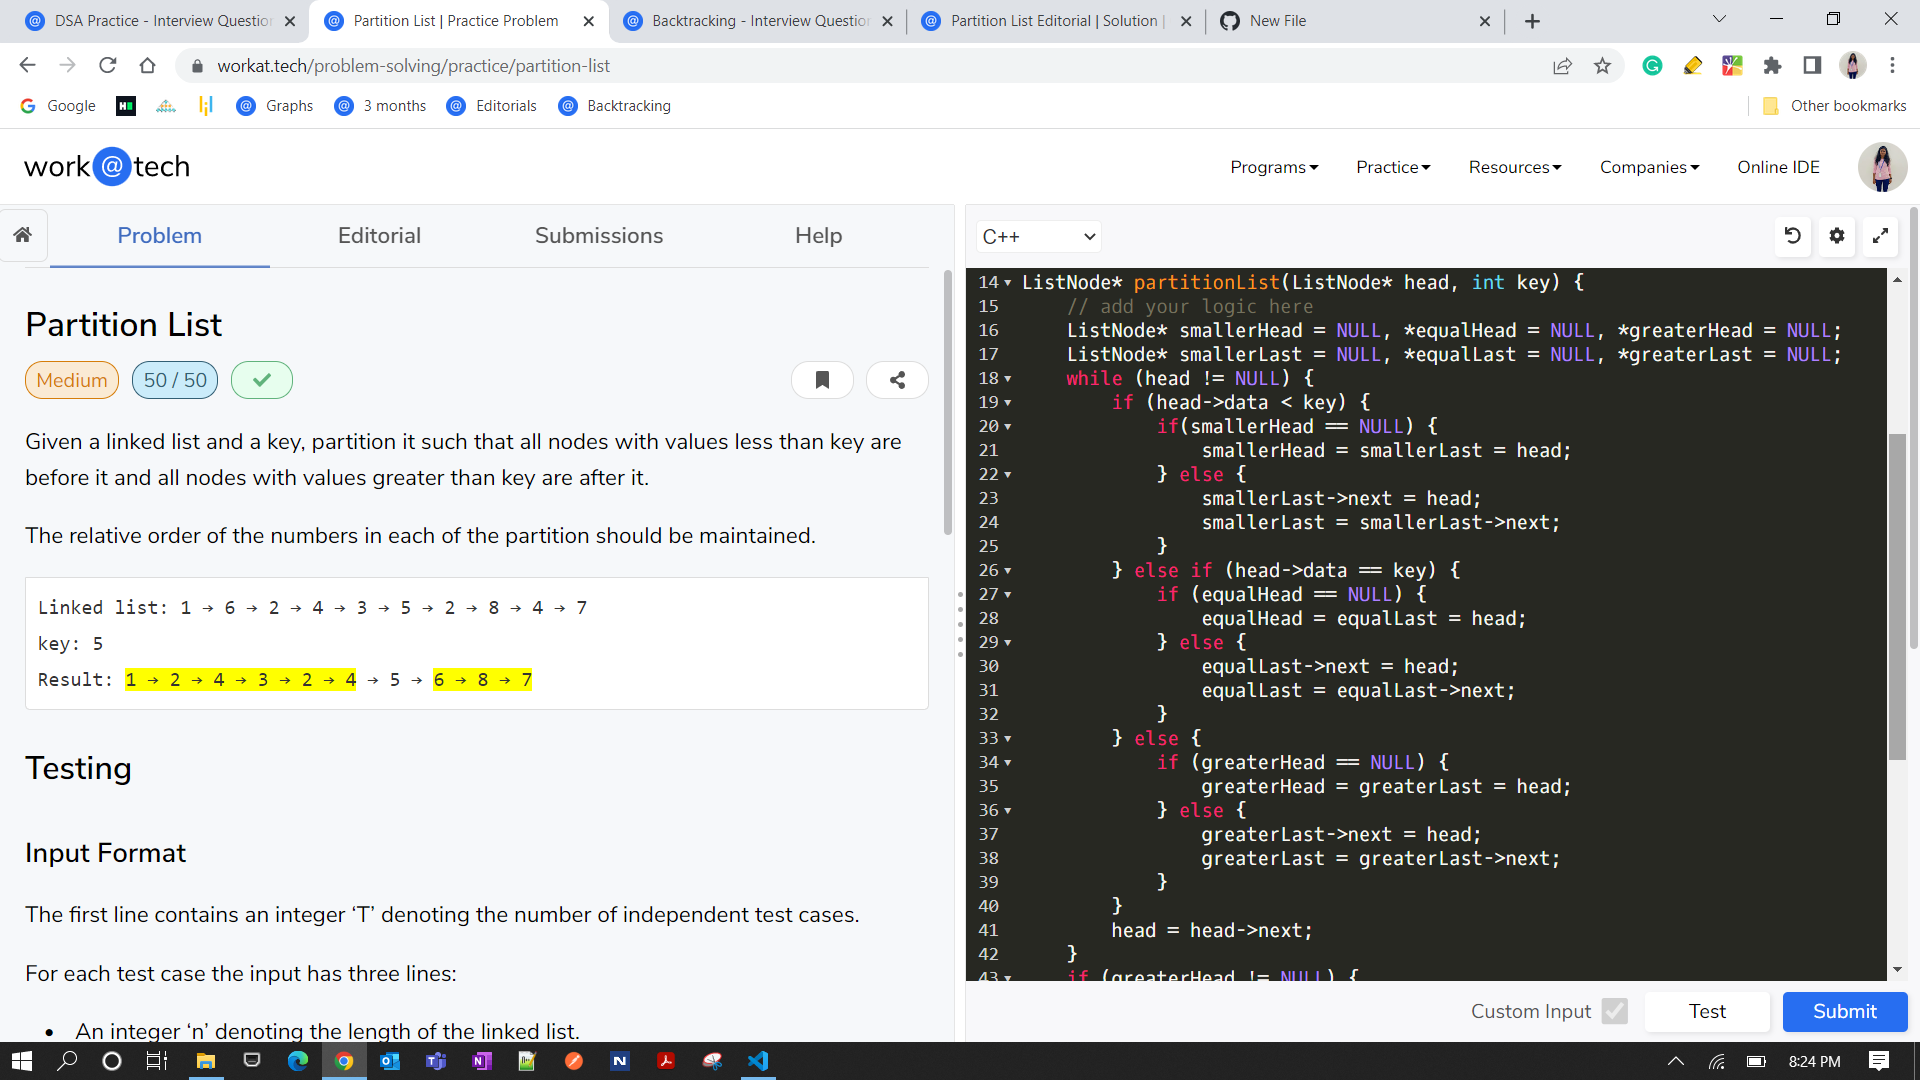 DSA Practice - Interview Questio
Partition List | Practice Problem
Backtracking - Interview Questio
Partition List Editorial | Solution |
New File
workat.tech/problem-solving/practice/partition-list
Google
Graphs
3 months
Editorials
Backtracking
Other bookmarks
work@tech
Programs
Practice
Resources
Companies
Online IDE
Problem
Editorial
Submissions
Help
Partition List
Medium
50 / 50
Given a linked list and a key, partition it such that all nodes with values less than key are
before it and all nodes with values greater than key are after it.
The relative order of the numbers in each of the partition should be maintained.
Linked list: 1 → 6 → 2 → 4 → 3 → 5 → 2 → 8 → 4 → 7
key: 5
Result: 1 → 2 → 4 → 3 → 2 → 4 → 5 → 6 → 8 → 7
Testing
Input Format
The first line contains an integer ‘T’ denoting the number of independent test cases.
For each test case the input has three lines:
• An integer ‘n’ denoting the length of the linked list.
C++
14 ListNode* partitionList(ListNode* head, int key) {
15 // add your logic here
16 ListNode* smallerHead = NULL, *equalHead = NULL, *greaterHead = NULL;
17 ListNode* smallerLast = NULL, *equalLast = NULL, *greaterLast = NULL;
18 while (head != NULL) {
19 if (head->data < key) {
20 if(smallerHead == NULL) {
21 smallerHead = smallerLast = head;
22 } else {
23 smallerLast->next = head;
24 smallerLast = smallerLast->next;
25 }
26 } else if (head->data == key) {
27 if (equalHead == NULL) {
28 equalHead = equalLast = head;
29 } else {
30 equalLast->next = head;
31 equalLast = equalLast->next;
32 }
33 } else {
34 if (greaterHead == NULL) {
35 greaterHead = greaterLast = head;
36 } else {
37 greaterLast->next = head;
38 greaterLast = greaterLast->next;
39 }
40 }
41 head = head->next;
42 }
43 if (greaterHead != NULL) {
Custom Input
Test
Submit
8:24 PM